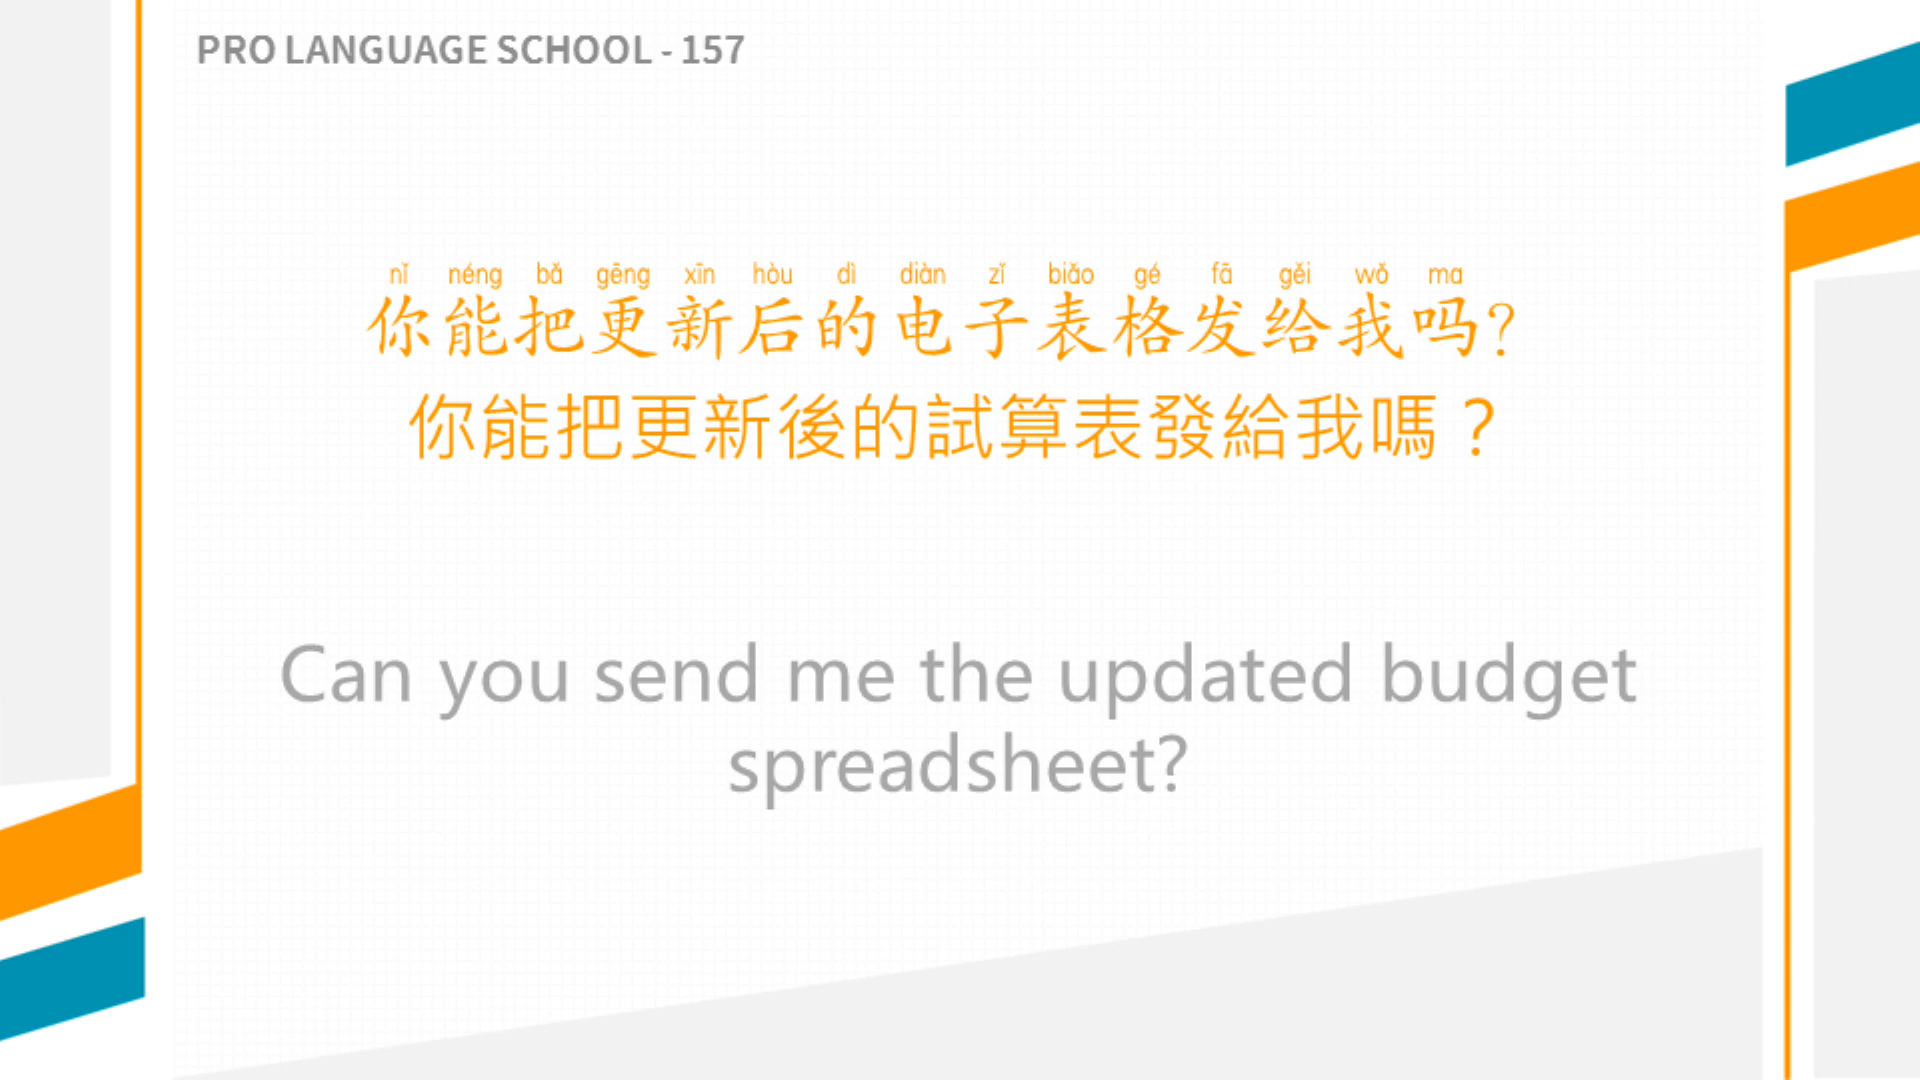 PRO LANGUAGE SCHOOL - 157
nǐ néng bǎ gēng xīn hòu dì diàn zǐ biǎo gé fā gěi wǒ ma
你能把更新后的电子表格发给我吗?
你能把更新後的試算表發給我嗎？
Can you send me the updated budget
spreadsheet?